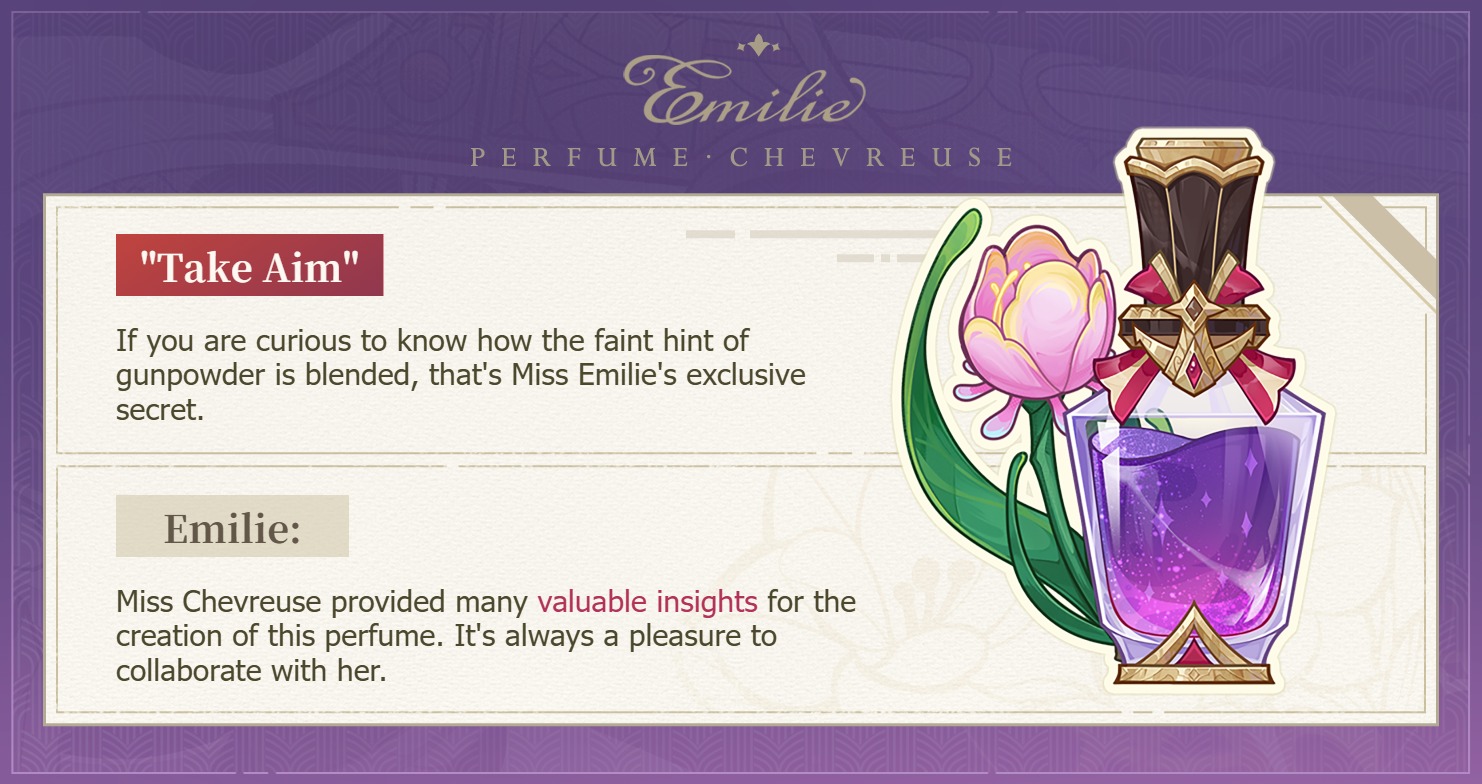 Emilie
PERFUME·CHEVREUSE
"Take Aim"
If you are curious to know how the faint hint of
gunpowder is blended, that's Miss Emilie's exclusive
secret.
Emilie:
Miss Chevreuse provided many valuable insights for the
creation of this perfume. It's always a pleasure to
collaborate with her.